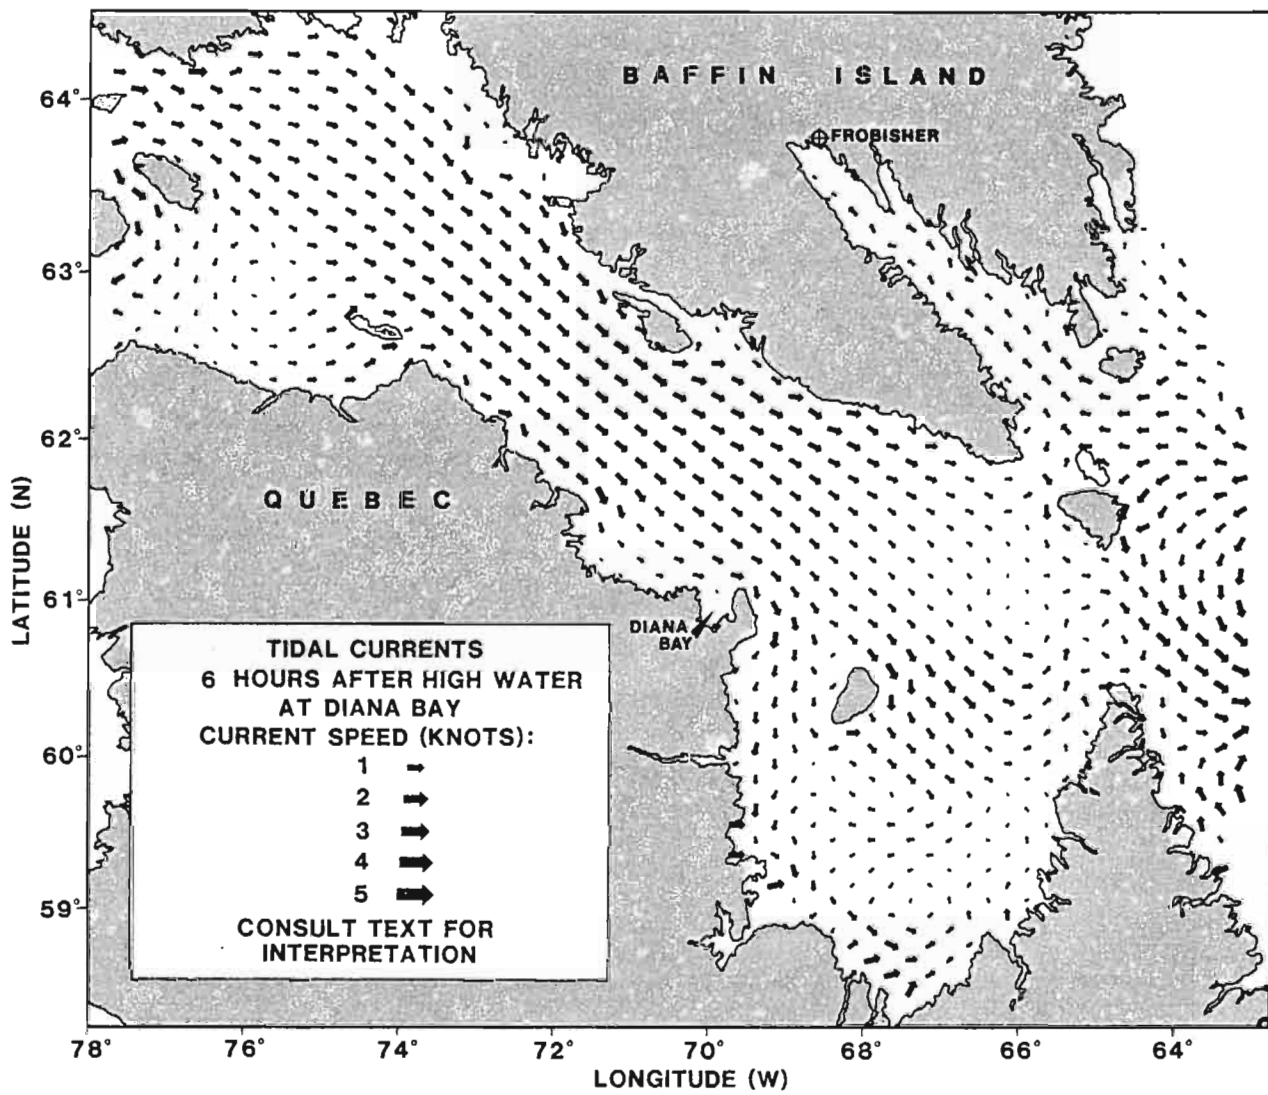 BAFFIN ISLAND
FROBISHER
64°
63°
62°
61°
60°
59°
LATITUDE (N)
QUEBEC
DIANA
BAY
TIDAL CURRENTS
6 HOURS AFTER HIGH WATER
AT DIANA BAY
CURRENT SPEED (KNOTS):
1
2
3
4
5
CONSULT TEXT FOR
INTERPRETATION
78° 76° 74° 72° 70° 68° 66° 64°
LONGITUDE (W)